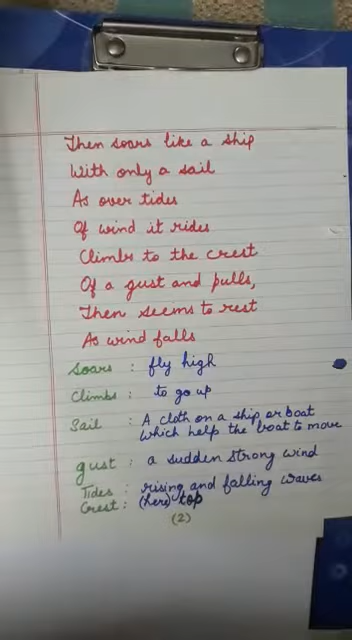 Then soars like a ship
With only a sail
As over tides
Of wind it rides
Climbs to the crest
Of a gust and pulls,
Then seems to rest
As wind falls
Soars : fly high
Climbs : to go up
Sail : A cloth on a ship or boat
which help the boat to move
gust : a sudden strong wind
Tides : rising and falling waves
Crest : (here) top
(2)